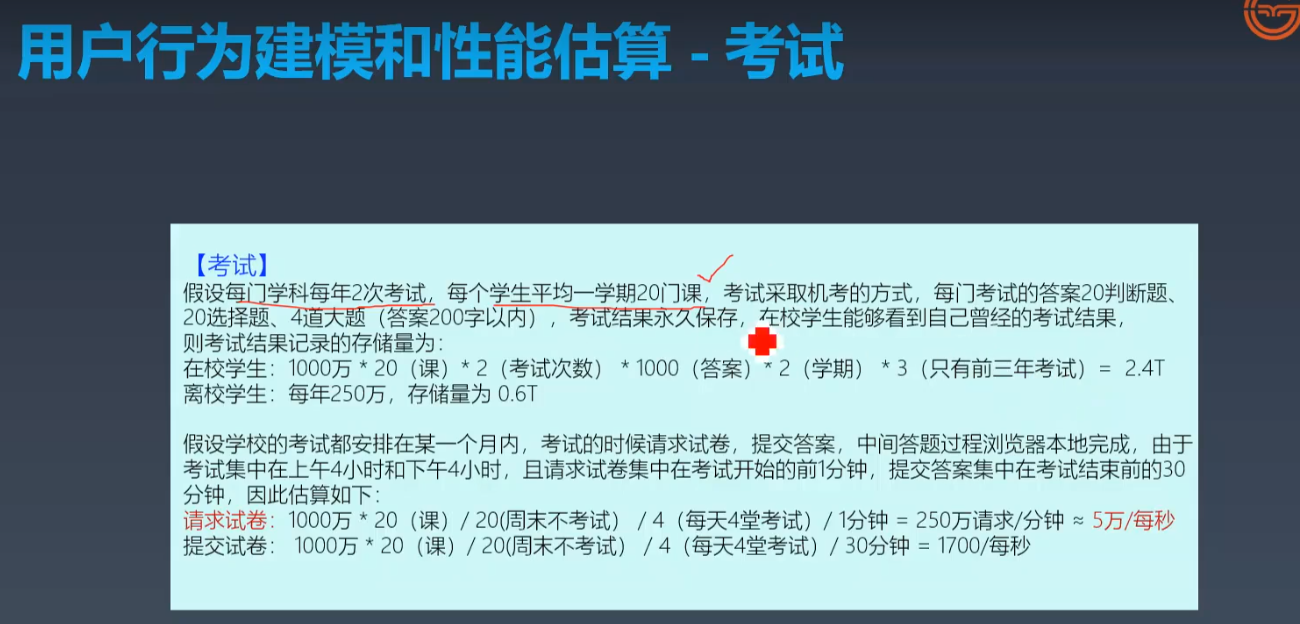 用户行为建模和性能估算 - 考试
【考试】
假设每门学科每年2次考试，每个学生平均一学期20门课，考试采取机考的方式，每门考试的答案20判断题、
20选择题、4道大题（答案200字以内），考试结果永久保存，在校学生能够看到自己曾经的考试结果，
则考试结果记录的存储量为：
在校学生：1000万 * 20（课）* 2（考试次数） * 1000（答案）* 2（学期） * 3（只有前三年考试）= 2.4T
离校学生：每年250万，存储量为 0.6T
假设学校的考试都安排在某一个月内，考试的时候请求试卷，提交答案，中间答题过程浏览器本地完成，由于
考试集中在上午4小时和下午4小时，且请求试卷集中在考试开始的前1分钟，提交答案集中在考试结束前的30
分钟，因此估算如下：
请求试卷：1000万 * 20（课）/ 20(周末不考试） / 4（每天4堂考试）/ 1分钟 = 250万请求/分钟 ≈ 5万/每秒
提交试卷： 1000万 * 20（课）/ 20(周末不考试） / 4（每天4堂考试）/ 30分钟 = 1700/每秒